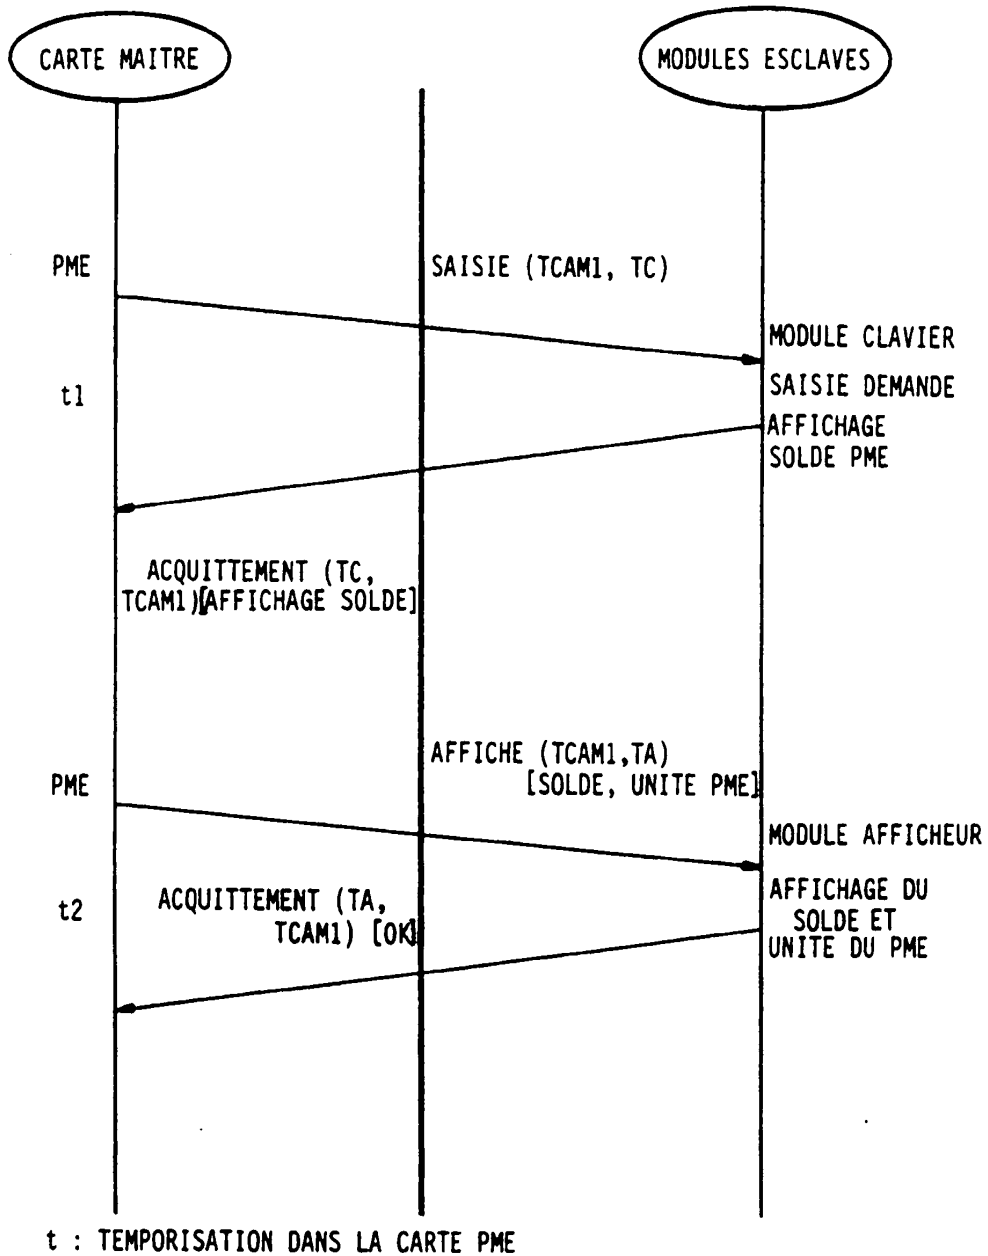 CARTE MAITRE
MODULES ESCLAVES
PME
SAISIE (TCAM1, TC)
MODULE CLAVIER
t1
SAISIE DEMANDE
AFFICHAGE
SOLDE PME
ACQUITTEMENT (TC,
TCAM1)[AFFICHAGE SOLDE]
AFFICHE (TCAM1,TA)
[SOLDE, UNITE PME]
PME
MODULE AFFICHEUR
t2
ACQUITTEMENT (TA,
TCAM1) [OK]
AFFICHAGE DU
SOLDE ET
UNITE DU PME
t : TEMPORISATION DANS LA CARTE PME